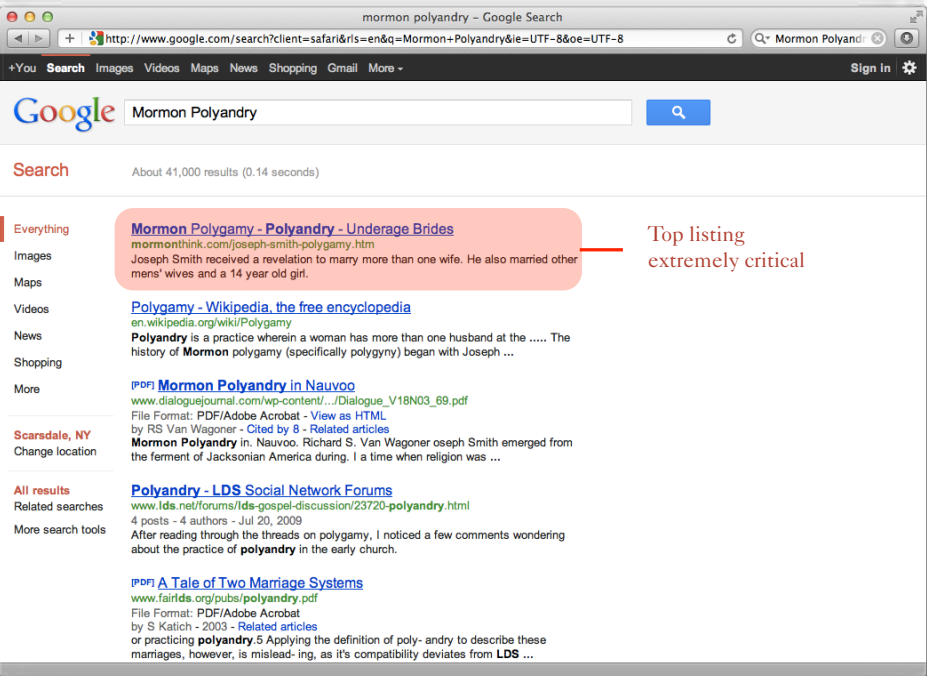 mormon polyandry – Google Search
http://www.google.com/search?client=safari&rls=en&q=Mormon+Polyandry&ie=UTF-8&oe=UTF-8
Mormon Polyandr
+You Search Images Videos Maps News Shopping Gmail More Sign in
Google Mormon Polyandry
Search About 41,000 results (0.14 seconds)
Everything
Images
Maps
Videos
News
Shopping
More
Scarsdale, NY
Change location
All results
Related searches
More search tools
Mormon Polygamy - Polyandry - Underage Brides
mormonthink.com/joseph-smith-polygamy.htm
Joseph Smith received a revelation to marry more than one wife. He also married other
mens' wives and a 14 year old girl.
Top listing
extremely critical
Polygamy - Wikipedia, the free encyclopedia
en.wikipedia.org/wiki/Polygamy
Polyandry is a practice wherein a woman has more than one husband at the ..... The
history of Mormon polygamy (specifically polygyny) began with Joseph ...
[PDF] Mormon Polyandry in Nauvoo
www.dialoguejournal.com/wp-content/.../Dialogue_V18N03_69.pdf
File Format: PDF/Adobe Acrobat - View as HTML
by RS Van Wagoner - Cited by 8 - Related articles
Mormon Polyandry in. Nauvoo. Richard S. Van Wagoner oseph Smith emerged from
the ferment of Jacksonian America during. I a time when religion was ...
Polyandry - LDS Social Network Forums
www.lds.net/forums/lds-gospel-discussion/23720-polyandry.html
4 posts - 4 authors - Jul 20, 2009
After reading through the threads on polygamy, I noticed a few comments wondering
about the practice of polyandry in the early church.
[PDF] A Tale of Two Marriage Systems
www.fairlds.org/pubs/polyandry.pdf
File Format: PDF/Adobe Acrobat
by S Katich - 2003 - Related articles
or practicing polyandry.5 Applying the definition of poly- andry to describe these
marriages, however, is mislead- ing, as it's compatibility deviates from LDS ...